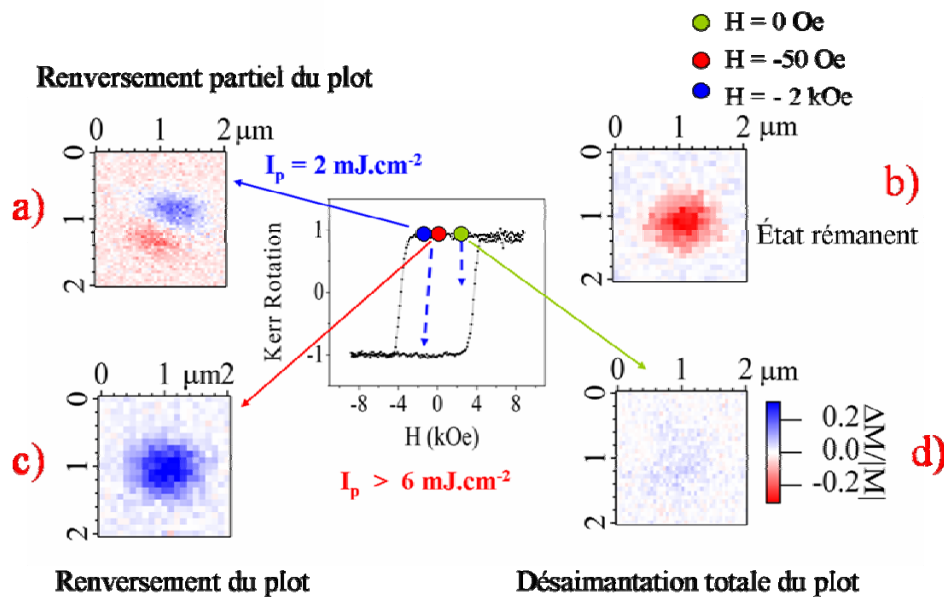 H = 0 Oe
H = -50 Oe
H = - 2 kOe
Renversement partiel du plot
0 1 2 μm
0
1
2
a)
I_p = 2 mJ.cm⁻²
0 1 2 μm
0
1
2
b)
État rémanent
Kerr Rotation
1
0
-1
-8 -4 0 4 8
H (kOe)
0 1 μm2
0
1
2
c)
I_p > 6 mJ.cm⁻²
0 1 2 μm
0
1
2
d)
0.2
0.0
-0.2
ΔM/|M|
Renversement du plot
Désaimantation totale du plot